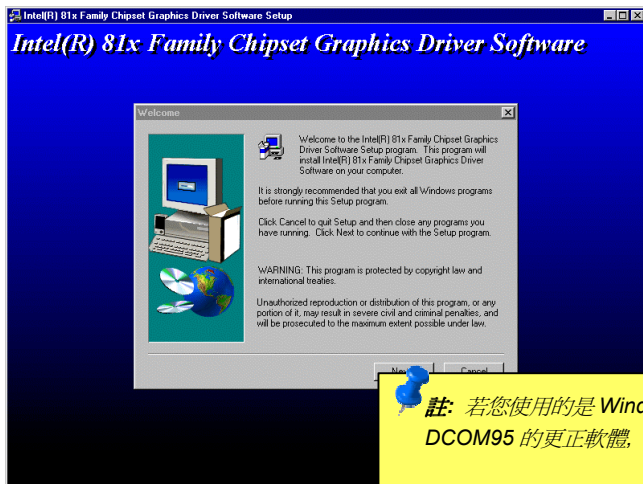 Intel(R) 81x Family Chipset Graphics Driver Software Setup
Intel(R) 81x Family Chipset Graphics Driver Software
Welcome
Welcome to the Intel(R) 81x Family Chipset Graphics
Driver Software Setup program. This program will
install Intel(R) 81x Family Chipset Graphics Driver
Software on your computer.
It is strongly recommended that you exit all Windows programs
before running this Setup program.
Click Cancel to quit Setup and then close any programs you
have running. Click Next to continue with the Setup program.
WARNING: This program is protected by copyright law and
international treaties.
Unauthorized reproduction or distribution of this program, or any
portion of it, may result in severe civil and criminal penalties, and
will be prosecuted to the maximum extent possible under law.
Cancel
註: 若您使用的是
DCOM95 的更正軟體,